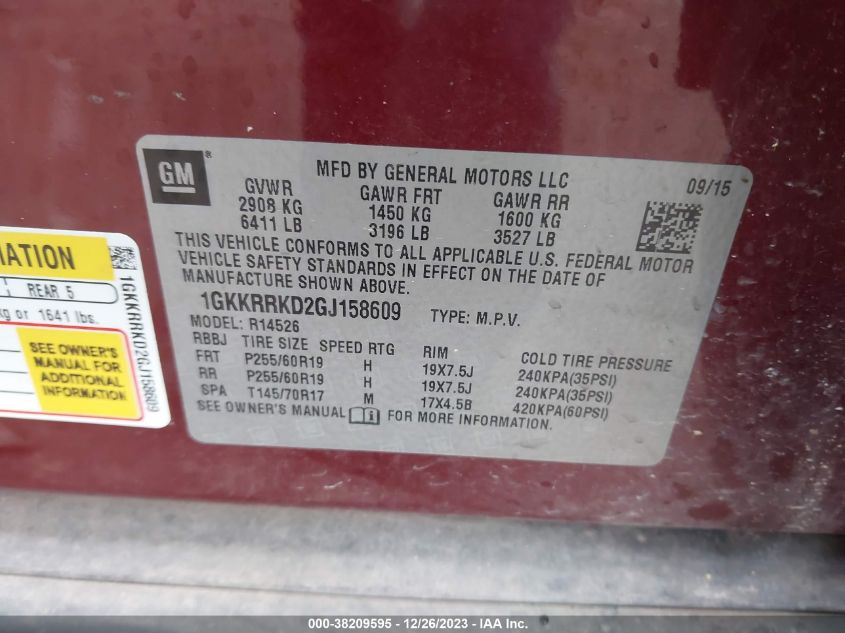 GM®
MFD BY GENERAL MOTORS LLC 09/15
GVWR GAWR FRT GAWR RR
2908 KG 1450 KG 1600 KG
6411 LB 3196 LB 3527 LB
THIS VEHICLE CONFORMS TO ALL APPLICABLE U.S. FEDERAL MOTOR
VEHICLE SAFETY STANDARDS IN EFFECT ON THE DATE OF
MANUFACTURE SHOWN ABOVE.
1GKKRRKD2GJ158609 TYPE: M.P.V.
MODEL: R14526
RBBJ TIRE SIZE SPEED RTG RIM COLD TIRE PRESSURE
FRT P255/60R19 H 19X7.5J 240KPA(35PSI)
RR P255/60R19 H 19X7.5J 240KPA(35PSI)
SPA T145/70R17 M 17X4.5B 420KPA(60PSI)
SEE OWNER'S MANUAL FOR MORE INFORMATION.
MATION
REAR 5
kg or 1641 lbs.
SEE OWNER'S
MANUAL FOR
ADDITIONAL
INFORMATION
1GKKRRKD2GJ158609
000-38209595 - 12/26/2023 - IAA Inc.